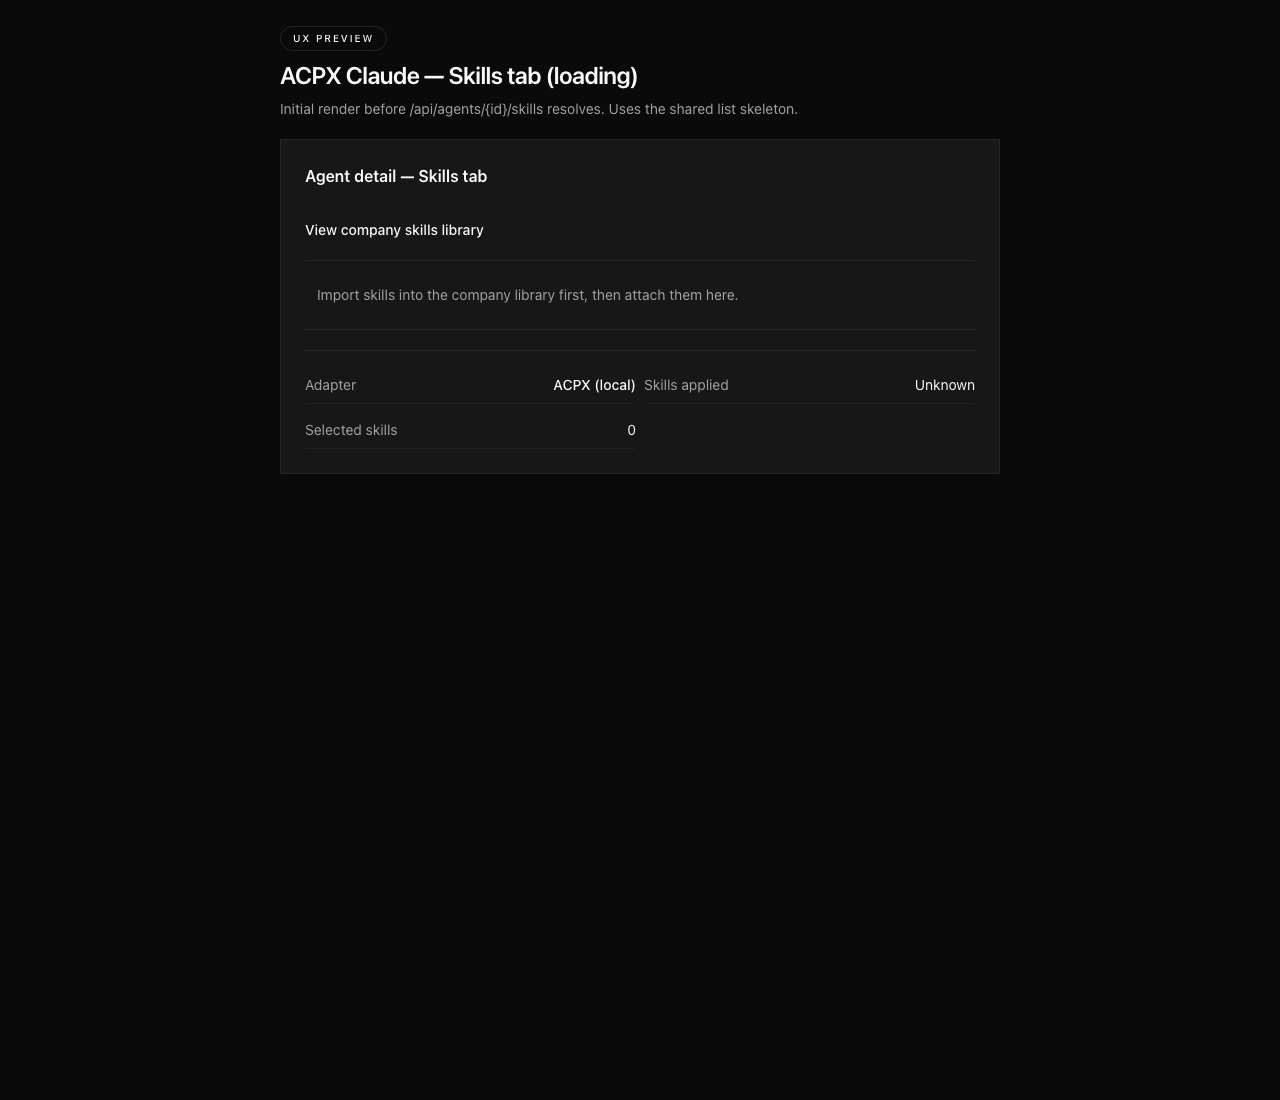 UX PREVIEW
ACPX Claude — Skills tab (loading)
Initial render before /api/agents/{id}/skills resolves. Uses the shared list skeleton.
Agent detail — Skills tab
View company skills library
Import skills into the company library first, then attach them here.
Adapter ACPX (local) Skills applied Unknown
Selected skills 0